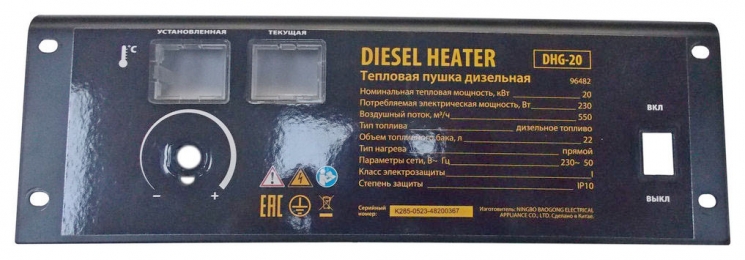 УСТАНОВЛЕННАЯ
ТЕКУЩАЯ
°C
DIESEL HEATER
DHG-20
Тепловая пушка дизельная
96482
Номинальная тепловая мощность, кВт 20
Потребляемая электрическая мощность, Вт 230
Воздушный поток, м³/ч 550
Тип топлива дизельное топливо
Объем топливного бака, л 22
Тип нагрева прямой
Параметры сети, В~ Гц 230~ 50
Класс электрозащиты I
Степень защиты IP10
ВКЛ
ВЫКЛ
− +
EAC
Серийный
номер:
K285-0523-48200367
Изготовитель: NINGBO BAOGONG ELECTRICAL
APPLIANCE CO., LTD. Сделано в Китае.